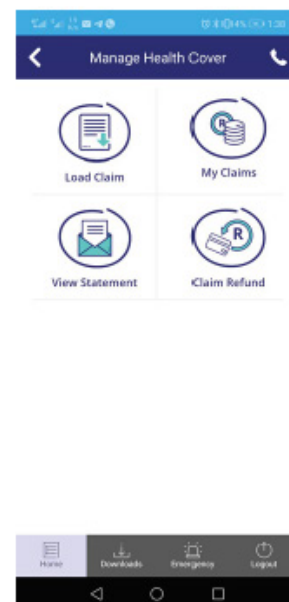 Manage Health Cover
R
Load Claim
My Claims
R
View Statement
Claim Refund
Home
Downloads
Emergency
Logout